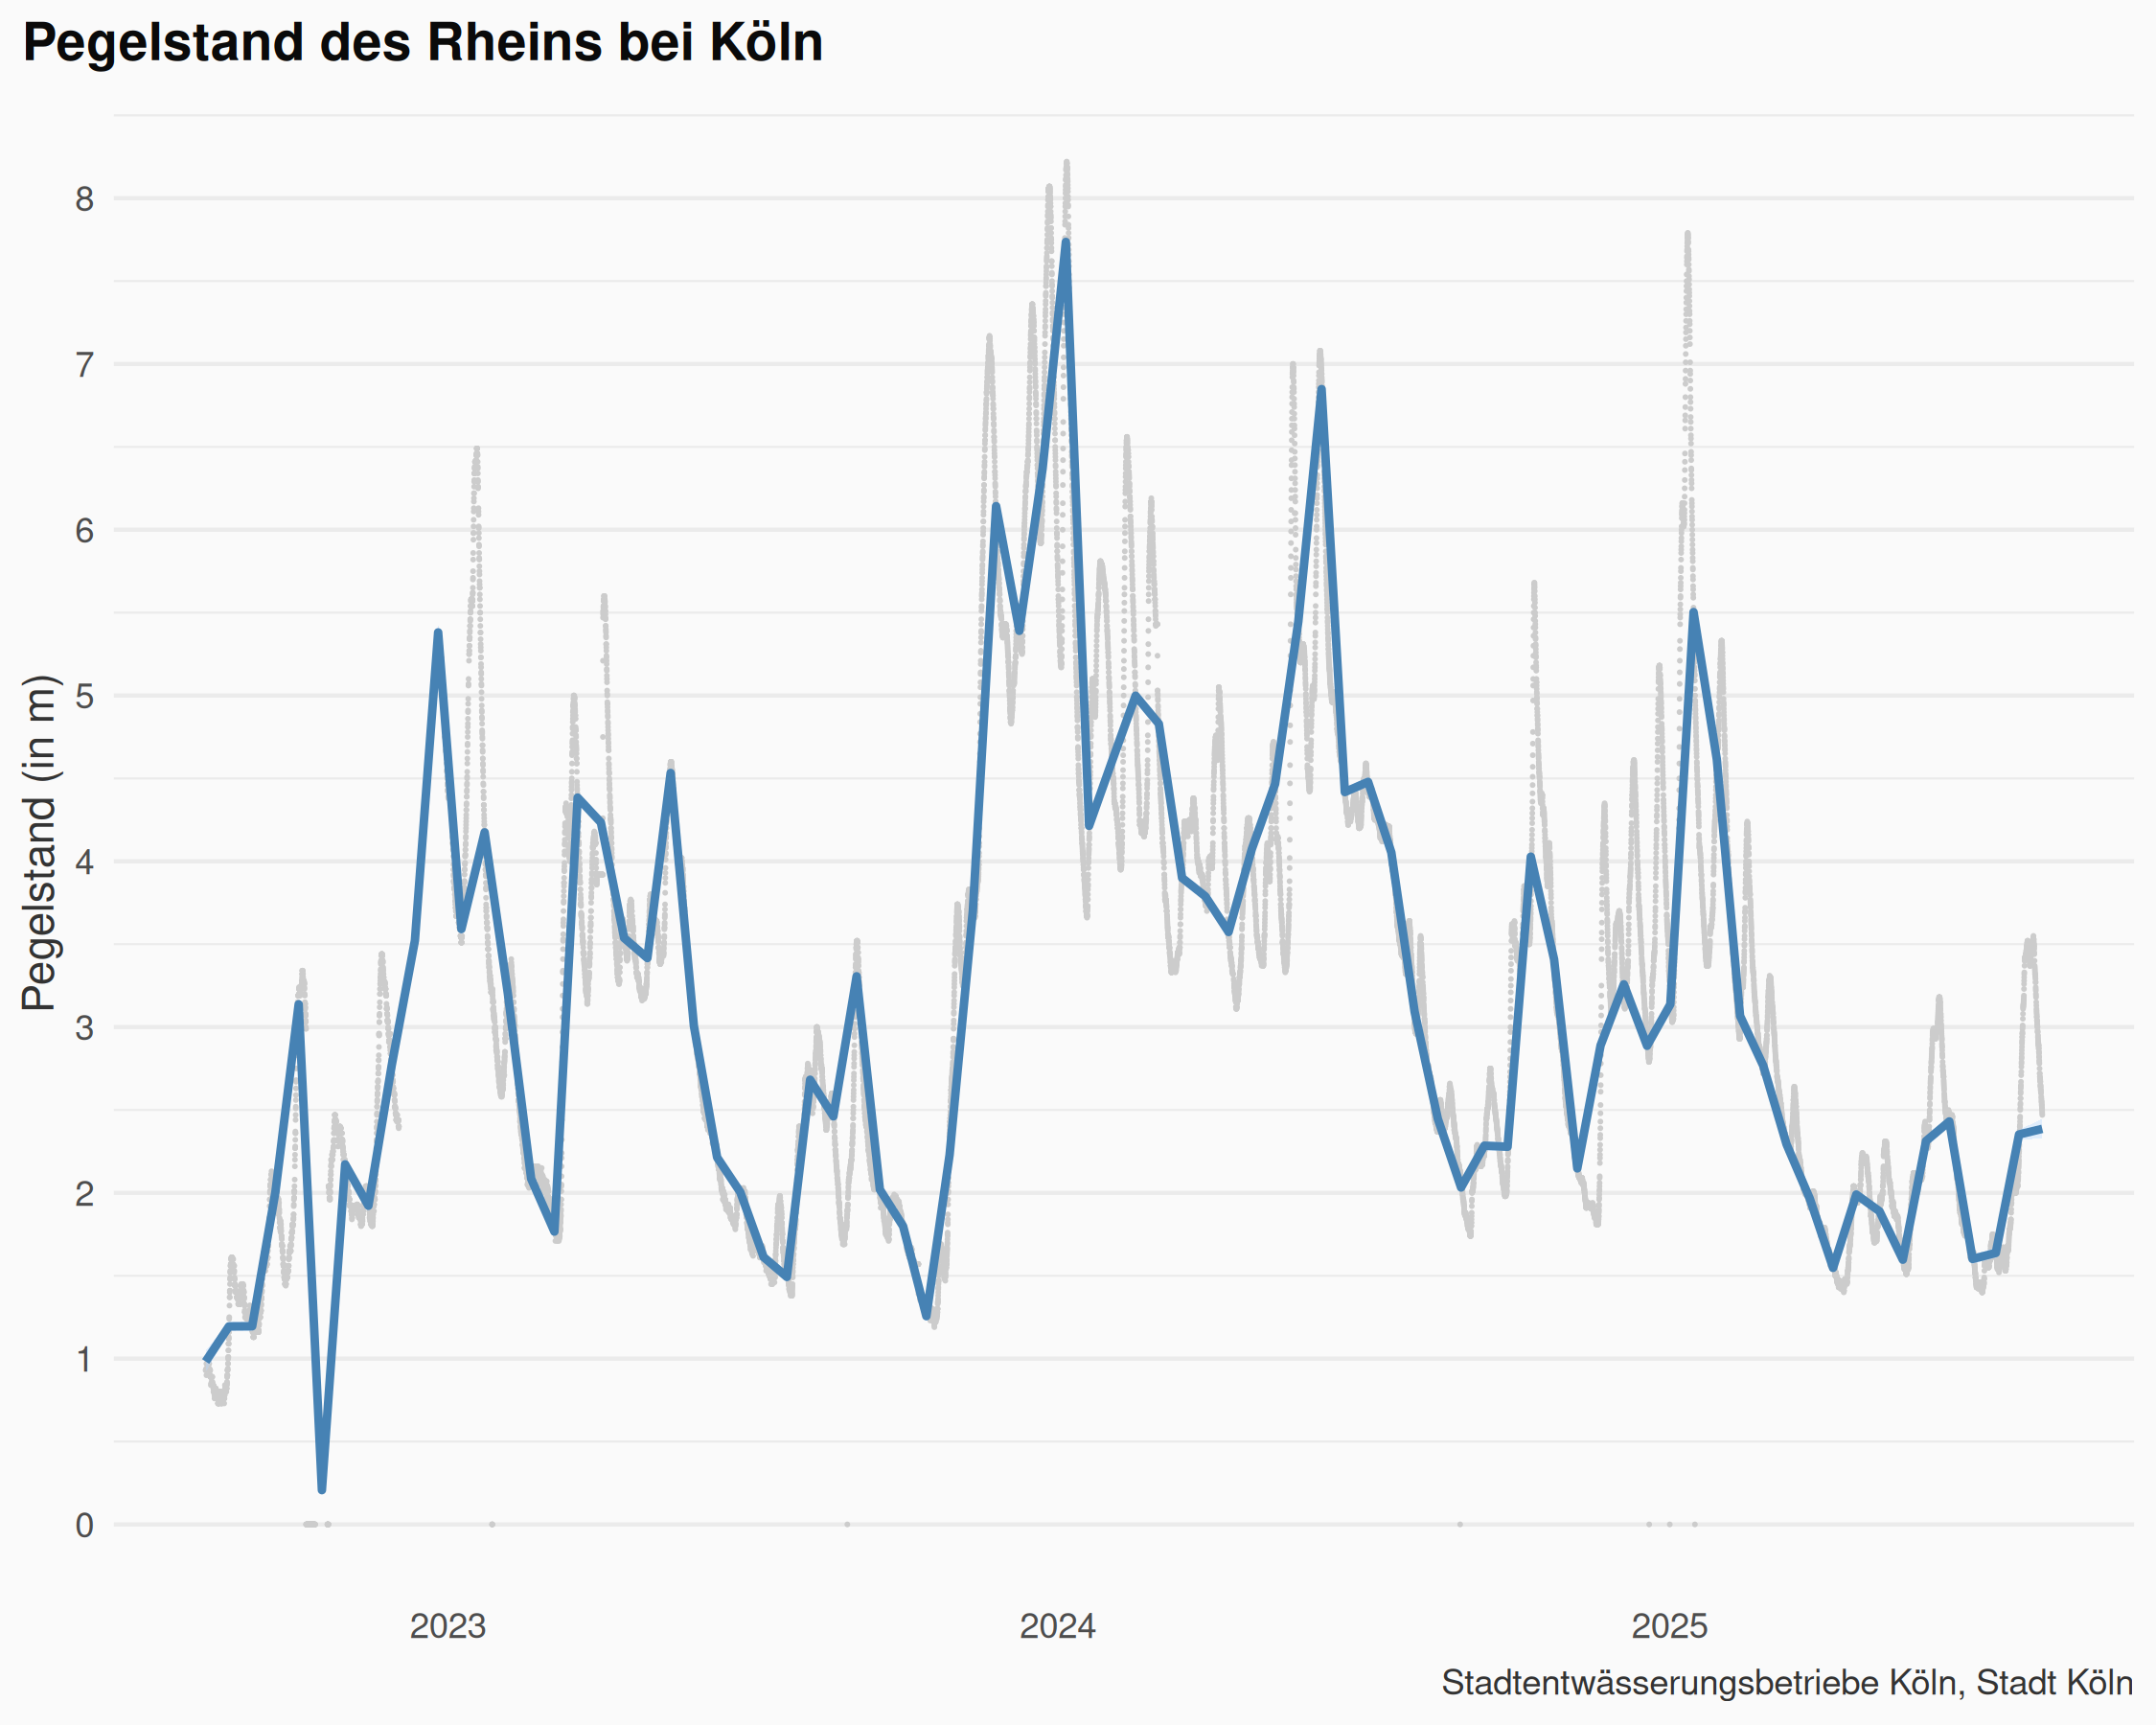 Pegelstand des Rheins bei Köln
Pegelstand (in m)
8
7
6
5
4
3
2
1
0
2023 2024 2025
Stadtentwässerungsbetriebe Köln, Stadt Köln